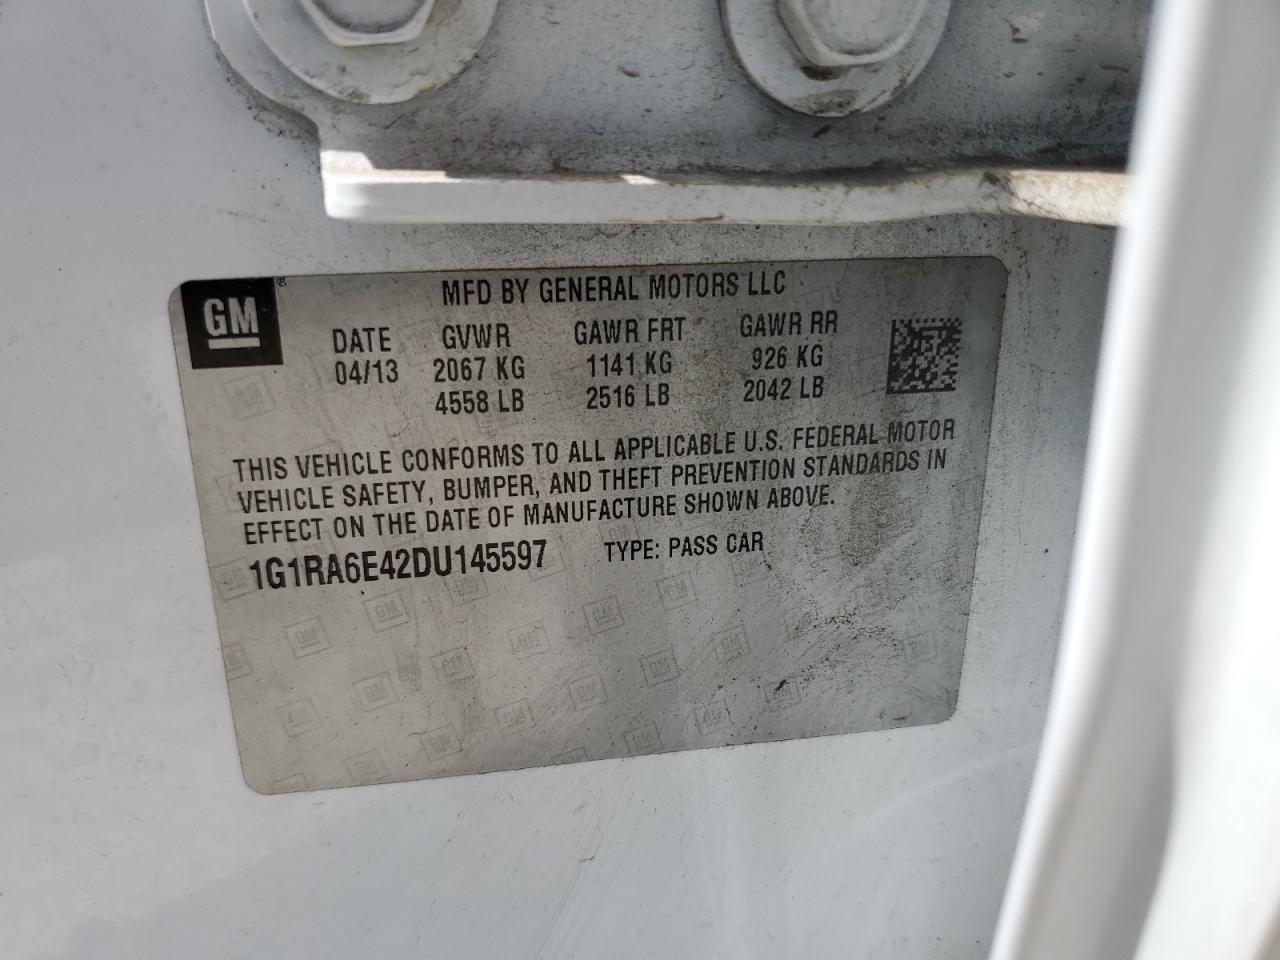 GM
MFD BY GENERAL MOTORS LLC
DATE GVWR GAWR FRT GAWR RR
04/13 2067 KG 1141 KG 926 KG
4558 LB 2516 LB 2042 LB
THIS VEHICLE CONFORMS TO ALL APPLICABLE U.S. FEDERAL MOTOR
VEHICLE SAFETY, BUMPER, AND THEFT PREVENTION STANDARDS IN
EFFECT ON THE DATE OF MANUFACTURE SHOWN ABOVE.
1G1RA6E42DU145597 TYPE: PASS CAR